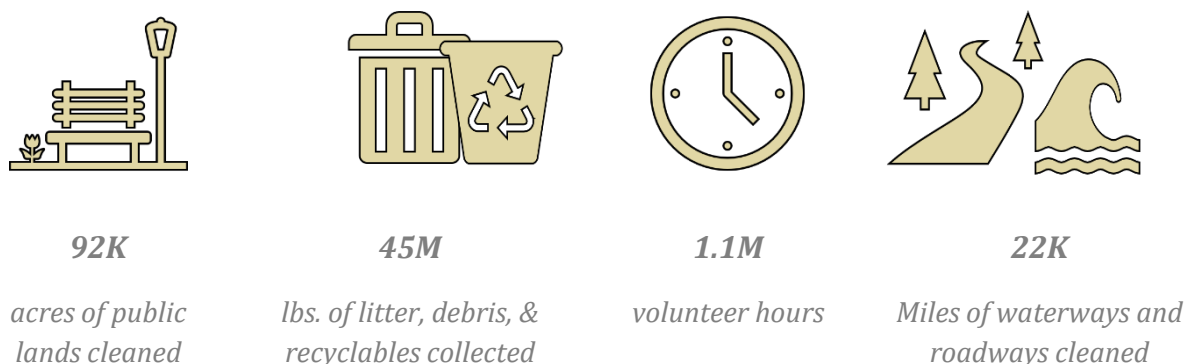 92K
acres of public
lands cleaned
45M
lbs. of litter, debris, &
recyclables collected
1.1M
volunteer hours
22K
Miles of waterways and
roadways cleaned